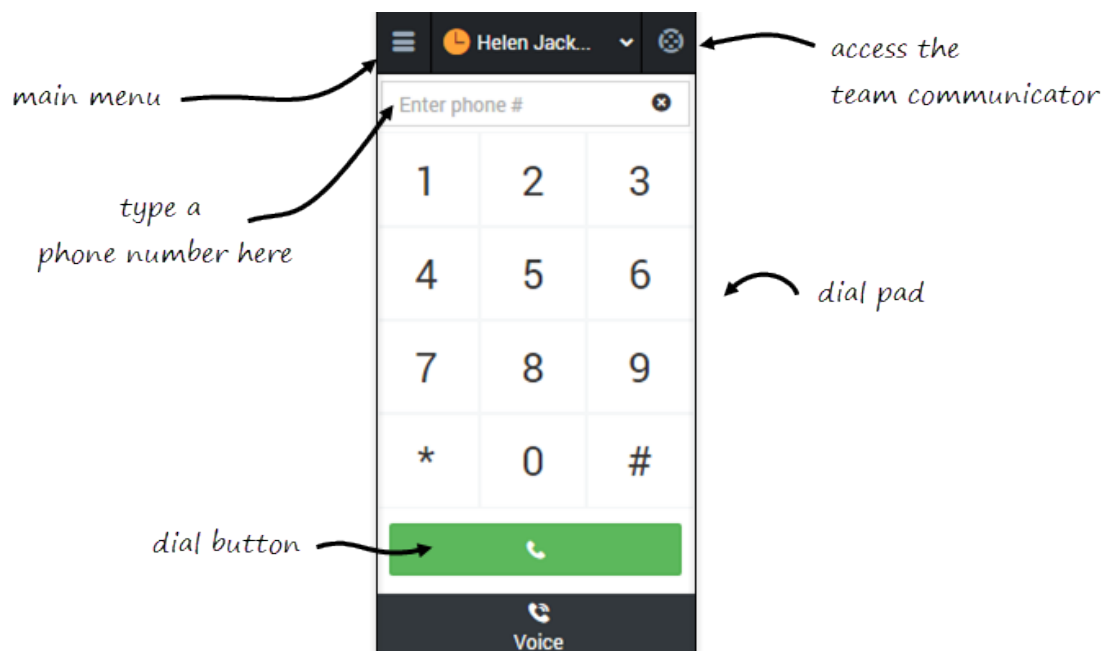 Helen Jack...
access the
team communicator
main menu
Enter phone #
1 2 3
type a
phone number here
4 5 6
dial pad
7 8 9
* 0 #
dial button
Voice